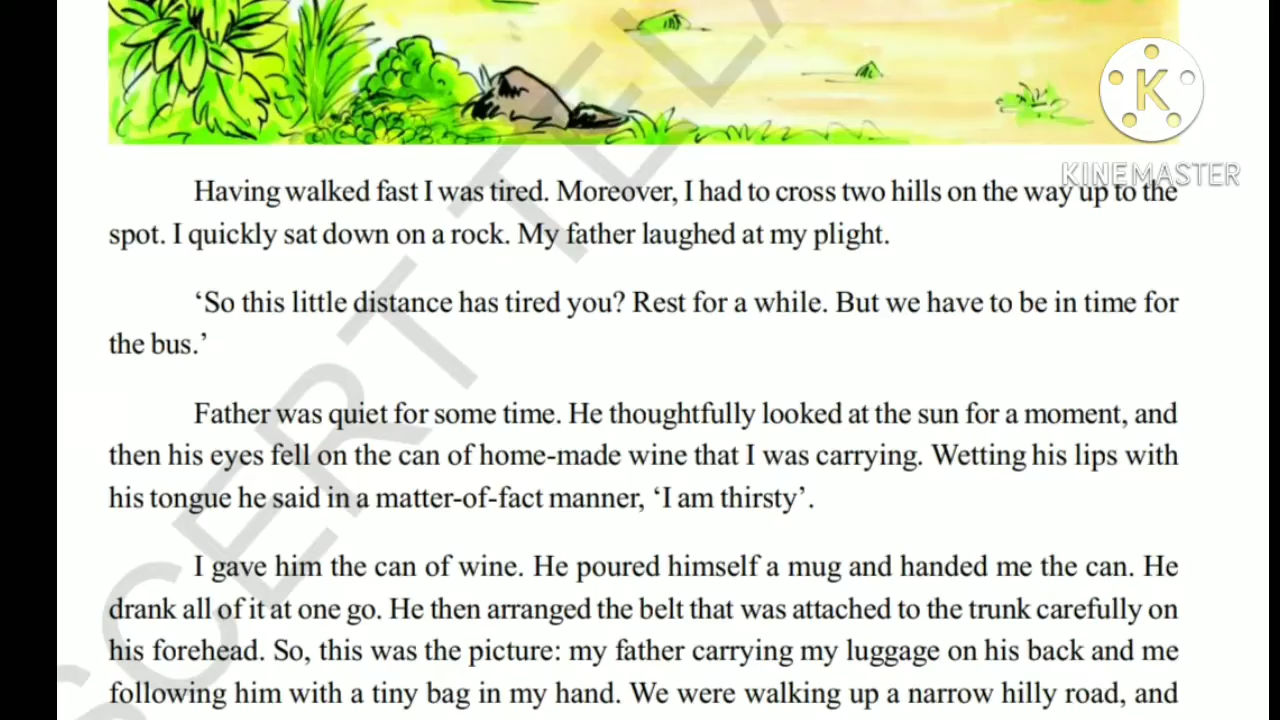 K
KINEMASTER
Having walked fast I was tired. Moreover, I had to cross two hills on the way up to the
spot. I quickly sat down on a rock. My father laughed at my plight.
‘So this little distance has tired you? Rest for a while. But we have to be in time for
the bus.’
Father was quiet for some time. He thoughtfully looked at the sun for a moment, and
then his eyes fell on the can of home-made wine that I was carrying. Wetting his lips with
his tongue he said in a matter-of-fact manner, ‘I am thirsty’.
I gave him the can of wine. He poured himself a mug and handed me the can. He
drank all of it at one go. He then arranged the belt that was attached to the trunk carefully on
his forehead. So, this was the picture: my father carrying my luggage on his back and me
following him with a tiny bag in my hand. We were walking up a narrow hilly road, and
SCERT TELA